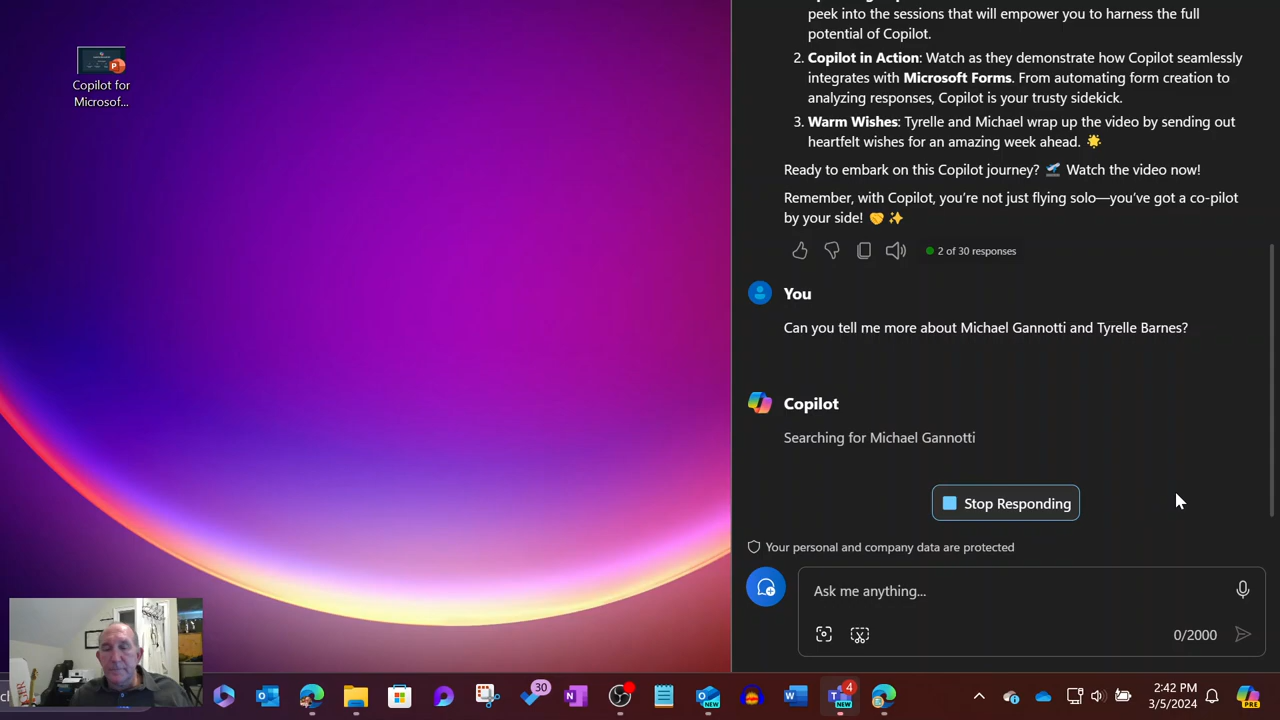 Copilot for
Microsof...
peek into the sessions that will empower you to harness the full
potential of Copilot.
2. Copilot in Action: Watch as they demonstrate how Copilot seamlessly
integrates with Microsoft Forms. From automating form creation to
analyzing responses, Copilot is your trusty sidekick.
3. Warm Wishes: Tyrelle and Michael wrap up the video by sending out
heartfelt wishes for an amazing week ahead. 🌟
Ready to embark on this Copilot journey? 🛫 Watch the video now!
Remember, with Copilot, you’re not just flying solo—you’ve got a co-pilot
by your side! 🤝 ✨
2 of 30 responses
You
Can you tell me more about Michael Gannotti and Tyrelle Barnes?
Copilot
Searching for Michael Gannotti
Stop Responding
Your personal and company data are protected
Ask me anything...
0/2000
30
NEW
4
NEW
2:42 PM
3/5/2024
PRE